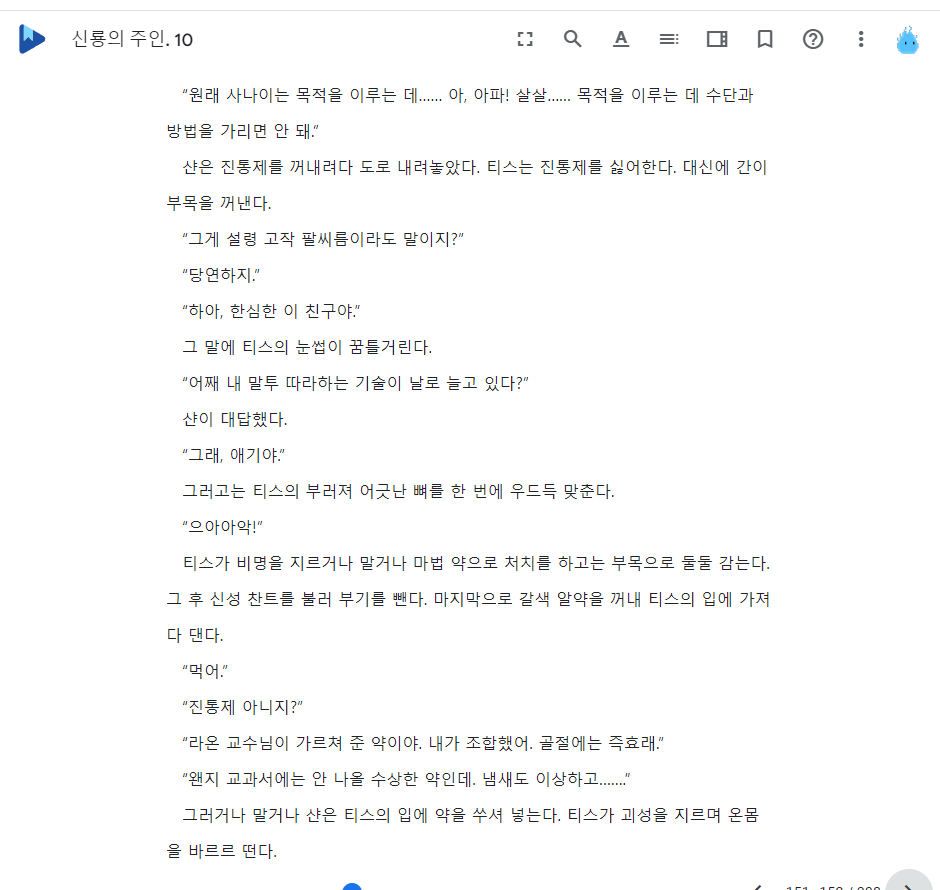 신룡의 주인. 10
“원래 사나이는 목적을 이루는 데…… 아, 아파! 살살…… 목적을 이루는 데 수단과
방법을 가리면 안 돼.”
샨은 진통제를 꺼내려다 도로 내려놓았다. 티스는 진통제를 싫어한다. 대신에 간이
부목을 꺼낸다.
“그게 설령 고작 팔씨름이라도 말이지?”
“당연하지.”
“하아, 한심한 이 친구야.”
그 말에 티스의 눈썹이 꿈틀거린다.
“어째 내 말투 따라하는 기술이 날로 늘고 있다?”
샨이 대답했다.
“그래, 애기야.”
그러고는 티스의 부러져 어긋난 뼈를 한 번에 우드득 맞춘다.
“으아아악!”
티스가 비명을 지르거나 말거나 마법 약으로 처치를 하고는 부목으로 둘둘 감는다.
그 후 신성 찬트를 불러 부기를 뺀다. 마지막으로 갈색 알약을 꺼내 티스의 입에 가져
다 댄다.
“먹어.”
“진통제 아니지?”
“라온 교수님이 가르쳐 준 약이야. 내가 조합했어. 골절에는 즉효래.”
“왠지 교과서에는 안 나올 수상한 약인데. 냄새도 이상하고…….”
그러거나 말거나 샨은 티스의 입에 약을 쑤셔 넣는다. 티스가 괴성을 지르며 온몸
을 바르르 떤다.